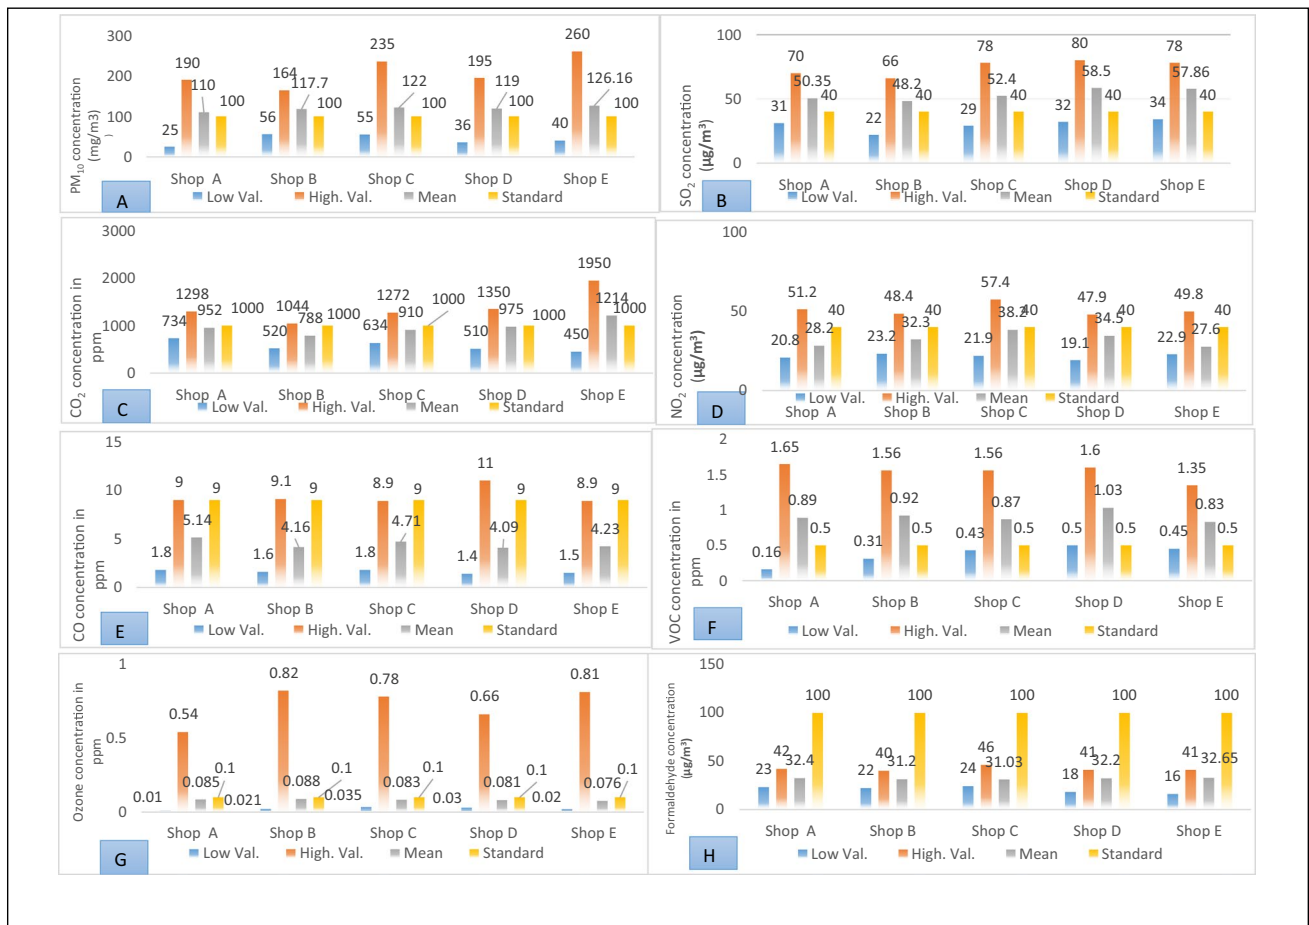 300
200
100
0
PM10 concentration
(mg/m3)
)
190
110
25
100
164
117.7
56
100
235
122
55
100
195
119
36
100
260
126.16
40
100
Shop A
Shop B
Shop C
Shop D
Shop E
Low Val.
High. Val.
Mean
Standard
A
100
50
0
SO2 concentration
(µg/m³)
70
50.35
31
40
66
48.2
22
40
78
52.4
29
40
80
58.5
32
40
78
57.86
34
40
Shop A
Shop B
Shop C
Shop D
Shop E
Low Val.
High. Val.
Mean
Standard
B
3000
2000
1000
0
CO2 concentration in
ppm
1298
734
952
1000
1044
520
788
1000
1272
634
910
1000
1350
510
975
1000
1950
450
1214
1000
Shop A
Shop B
Shop C
Shop D
Shop E
Low Val.
High. Val.
Mean
Standard
C
100
50
0
NO2 concentration
(µg/m³)
51.2
20.8
28.2
40
48.4
23.2
32.3
40
57.4
21.9
38.2
40
47.9
19.1
34.5
40
49.8
22.9
27.6
40
Low Val.
High. Val.
Mean
Standard
Shop A
Shop B
Shop C
Shop D
Shop E
D
15
10
5
0
CO concentration in
ppm
9
5.14
1.8
9
9.1
4.16
1.6
9
8.9
4.71
1.8
9
11
4.09
1.4
9
8.9
4.23
1.5
9
Shop A
Shop B
Shop C
Shop D
Shop E
Low Val.
High. Val.
Mean
Standard
E
2
1.5
1
0.5
0
VOC concentration in
ppm
1.65
0.89
0.16
0.5
1.56
0.92
0.31
0.5
1.56
0.87
0.43
0.5
1.6
1.03
0.5
0.5
1.35
0.83
0.45
0.5
Shop A
Shop B
Shop C
Shop D
Shop E
Low Val.
High. Val.
Mean
Standard
F
1
0.5
0
Ozone concentration in
ppm
0.54
0.01
0.085
0.1
0.82
0.021
0.088
0.1
0.78
0.035
0.083
0.1
0.66
0.03
0.081
0.1
0.81
0.02
0.076
0.1
Shop A
Shop B
Shop C
Shop D
Shop E
Low Val.
High. Val.
Mean
Standard
G
150
100
50
0
Formaldehyde concentration
(µg/m³)
100
42
23
32.4
100
40
22
31.2
100
46
24
31.03
100
41
18
32.2
100
41
16
32.65
Shop A
Shop B
Shop C
Shop D
Shop E
Low Val.
High. Val.
Mean
Standard
H